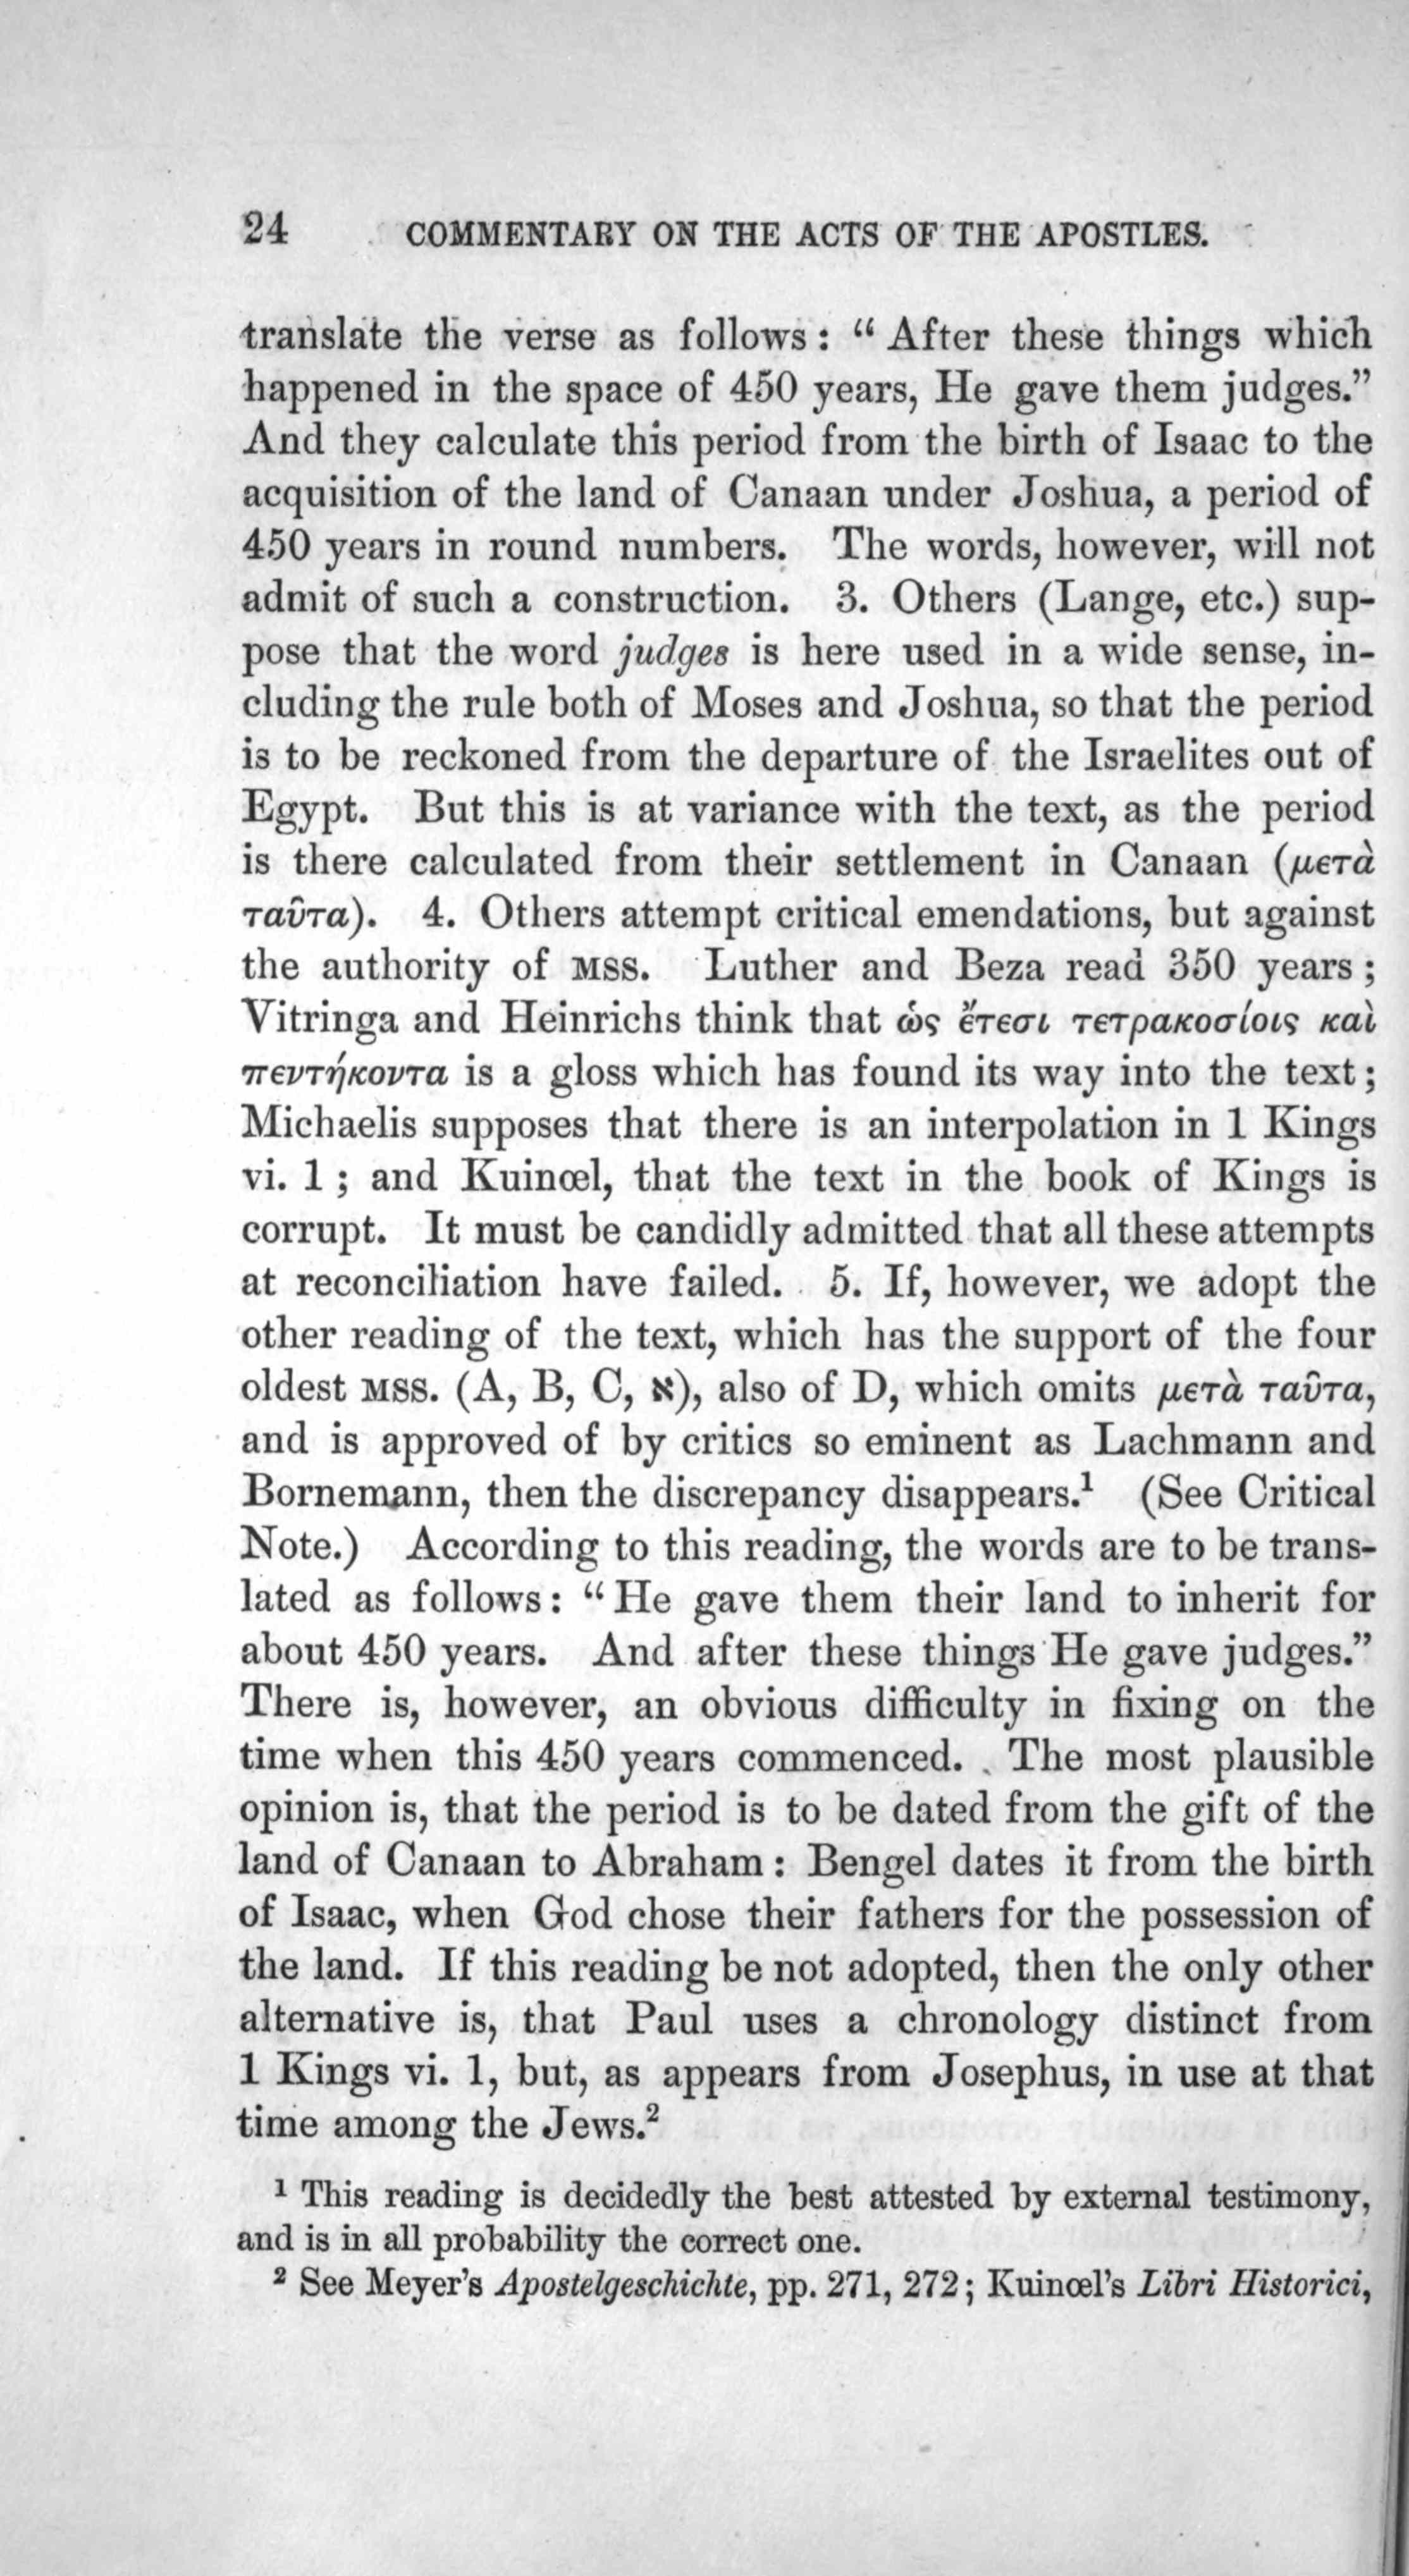 24 COMMENTARY ON THE ACTS OF THE APOSTLES.
translate the verse as follows : “ After these things which
happened in the space of 450 years, He gave them judges.”
And they calculate this period from the birth of Isaac to the
acquisition of the land of Canaan under Joshua, a period of
450 years in round numbers. The words, however, will not
admit of such a construction. 3. Others (Lange, etc.) sup-
pose that the word judges is here used in a wide sense, in-
cluding the rule both of Moses and Joshua, so that the period
is to be reckoned from the departure of the Israelites out of
Egypt. But this is at variance with the text, as the period
is there calculated from their settlement in Canaan (μετὰ
ταῦτα). 4. Others attempt critical emendations, but against
the authority of MSS. Luther and Beza read 350 years ;
Vitringa and Heinrichs think that ὡς ἔτεσι τετρακοσίοις καὶ
πεντήκοντα is a gloss which has found its way into the text ;
Michaelis supposes that there is an interpolation in 1 Kings
vi. 1 ; and Kuinœl, that the text in the book of Kings is
corrupt. It must be candidly admitted that all these attempts
at reconciliation have failed. 5. If, however, we adopt the
other reading of the text, which has the support of the four
oldest MSS. (A, B, C, א), also of D, which omits μετὰ ταῦτα,
and is approved of by critics so eminent as Lachmann and
Bornemann, then the discrepancy disappears.¹ (See Critical
Note.) According to this reading, the words are to be trans-
lated as follows : “ He gave them their land to inherit for
about 450 years. And after these things He gave judges.”
There is, however, an obvious difficulty in fixing on the
time when this 450 years commenced. The most plausible
opinion is, that the period is to be dated from the gift of the
land of Canaan to Abraham : Bengel dates it from the birth
of Isaac, when God chose their fathers for the possession of
the land. If this reading be not adopted, then the only other
alternative is, that Paul uses a chronology distinct from
1 Kings vi. 1, but, as appears from Josephus, in use at that
time among the Jews.²
¹ This reading is decidedly the best attested by external testimony,
and is in all probability the correct one.
² See Meyer’s Apostelgeschichte, pp. 271, 272 ; Kuinœl’s Libri Historici,